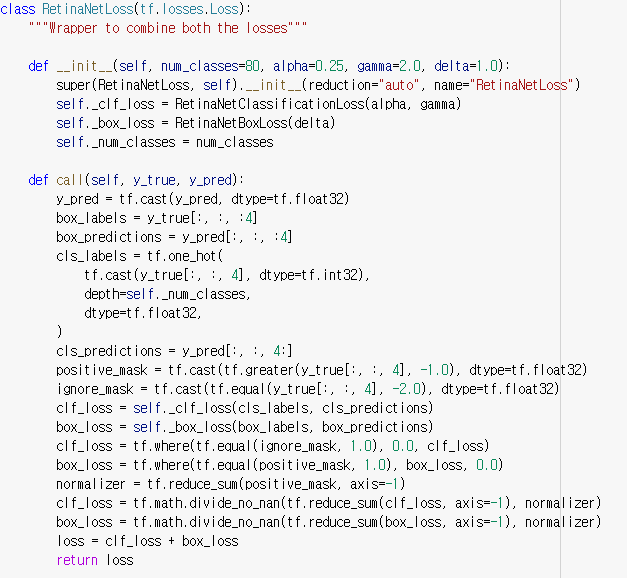 class RetinaNetLoss(tf.losses.Loss):
    """Wrapper to combine both the losses"""

    def __init__(self, num_classes=80, alpha=0.25, gamma=2.0, delta=1.0):
        super(RetinaNetLoss, self).__init__(reduction="auto", name="RetinaNetLoss")
        self._clf_loss = RetinaNetClassificationLoss(alpha, gamma)
        self._box_loss = RetinaNetBoxLoss(delta)
        self._num_classes = num_classes

    def call(self, y_true, y_pred):
        y_pred = tf.cast(y_pred, dtype=tf.float32)
        box_labels = y_true[:, :, :4]
        box_predictions = y_pred[:, :, :4]
        cls_labels = tf.one_hot(
            tf.cast(y_true[:, :, 4], dtype=tf.int32),
            depth=self._num_classes,
            dtype=tf.float32,
        )
        cls_predictions = y_pred[:, :, 4:]
        positive_mask = tf.cast(tf.greater(y_true[:, :, 4], -1.0), dtype=tf.float32)
        ignore_mask = tf.cast(tf.equal(y_true[:, :, 4], -2.0), dtype=tf.float32)
        clf_loss = self._clf_loss(cls_labels, cls_predictions)
        box_loss = self._box_loss(box_labels, box_predictions)
        clf_loss = tf.where(tf.equal(ignore_mask, 1.0), 0.0, clf_loss)
        box_loss = tf.where(tf.equal(positive_mask, 1.0), box_loss, 0.0)
        normalizer = tf.reduce_sum(positive_mask, axis=-1)
        clf_loss = tf.math.divide_no_nan(tf.reduce_sum(clf_loss, axis=-1), normalizer)
        box_loss = tf.math.divide_no_nan(tf.reduce_sum(box_loss, axis=-1), normalizer)
        loss = clf_loss + box_loss
        return loss